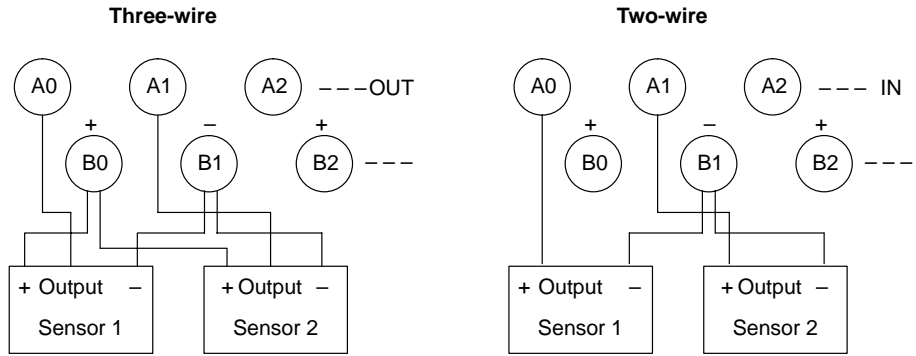 Three-wire Two-wire
A0 A1 A2 −−−OUT A0 A1 A2 −−− IN
+ − + + − +
B0 B1 B2 −−− B0 B1 B2 −−−
+ Output − + Output − + Output − + Output −
Sensor 1 Sensor 2 Sensor 1 Sensor 2